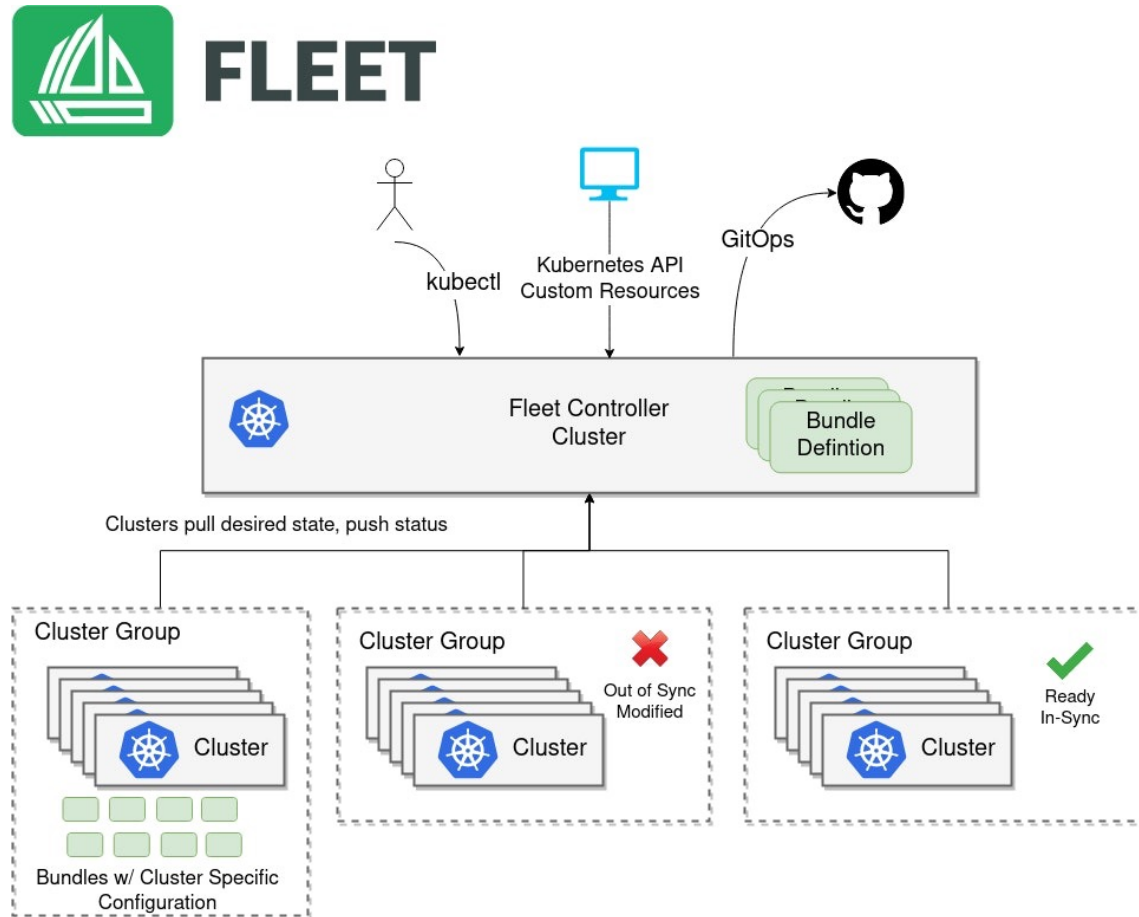 FLEET
kubectl
Kubernetes API
Custom Resources
GitOps
Fleet Controller
Cluster
Bundle
Defintion
Clusters pull desired state, push status
Cluster Group
Cluster
Bundles w/ Cluster Specific
Configuration
Cluster Group
Out of Sync
Modified
Cluster
Cluster Group
Ready
In-Sync
Cluster